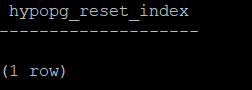 hypopg_reset_index
--------------------
(1 row)